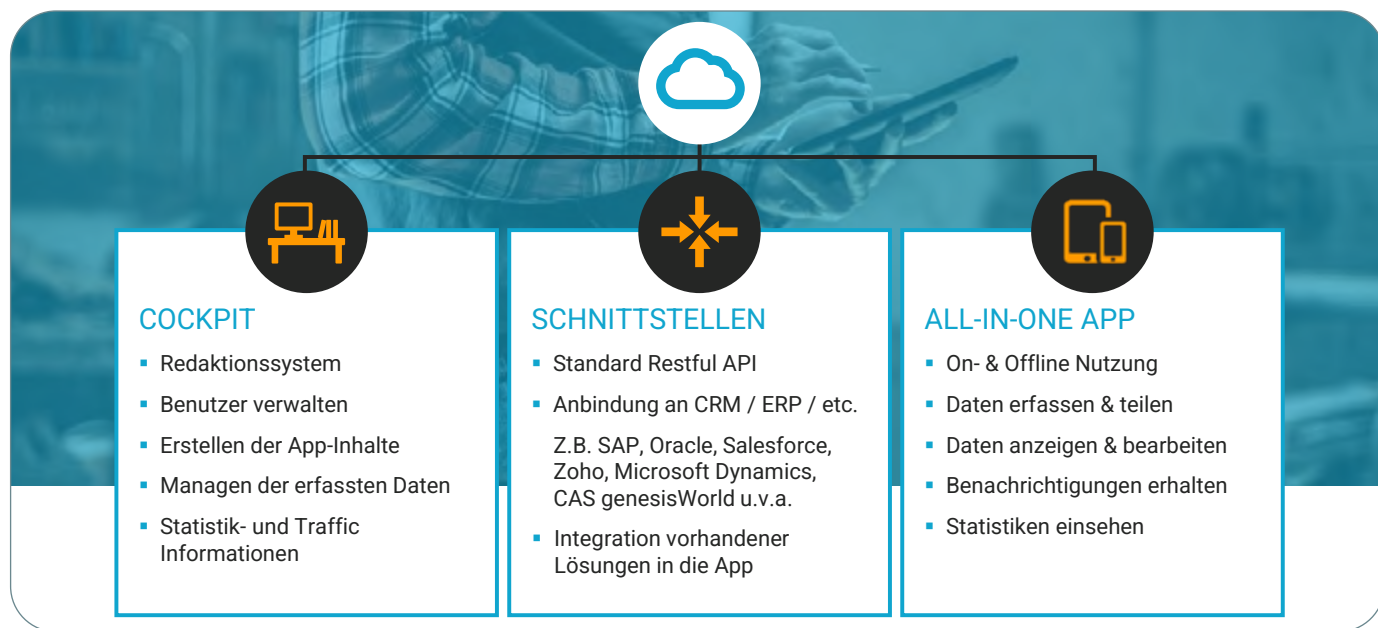 COCKPIT
Redaktionssystem
Benutzer verwalten
Erstellen der App-Inhalte
Managen der erfassten Daten
Statistik- und Traffic
Informationen
SCHNITTSTELLEN
Standard Restful API
Anbindung an CRM / ERP / etc.
Z.B. SAP, Oracle, Salesforce,
Zoho, Microsoft Dynamics,
CAS genesisWorld u.v.a.
Integration vorhandener
Lösungen in die App
ALL-IN-ONE APP
On- & Offline Nutzung
Daten erfassen & teilen
Daten anzeigen & bearbeiten
Benachrichtigungen erhalten
Statistiken einsehen